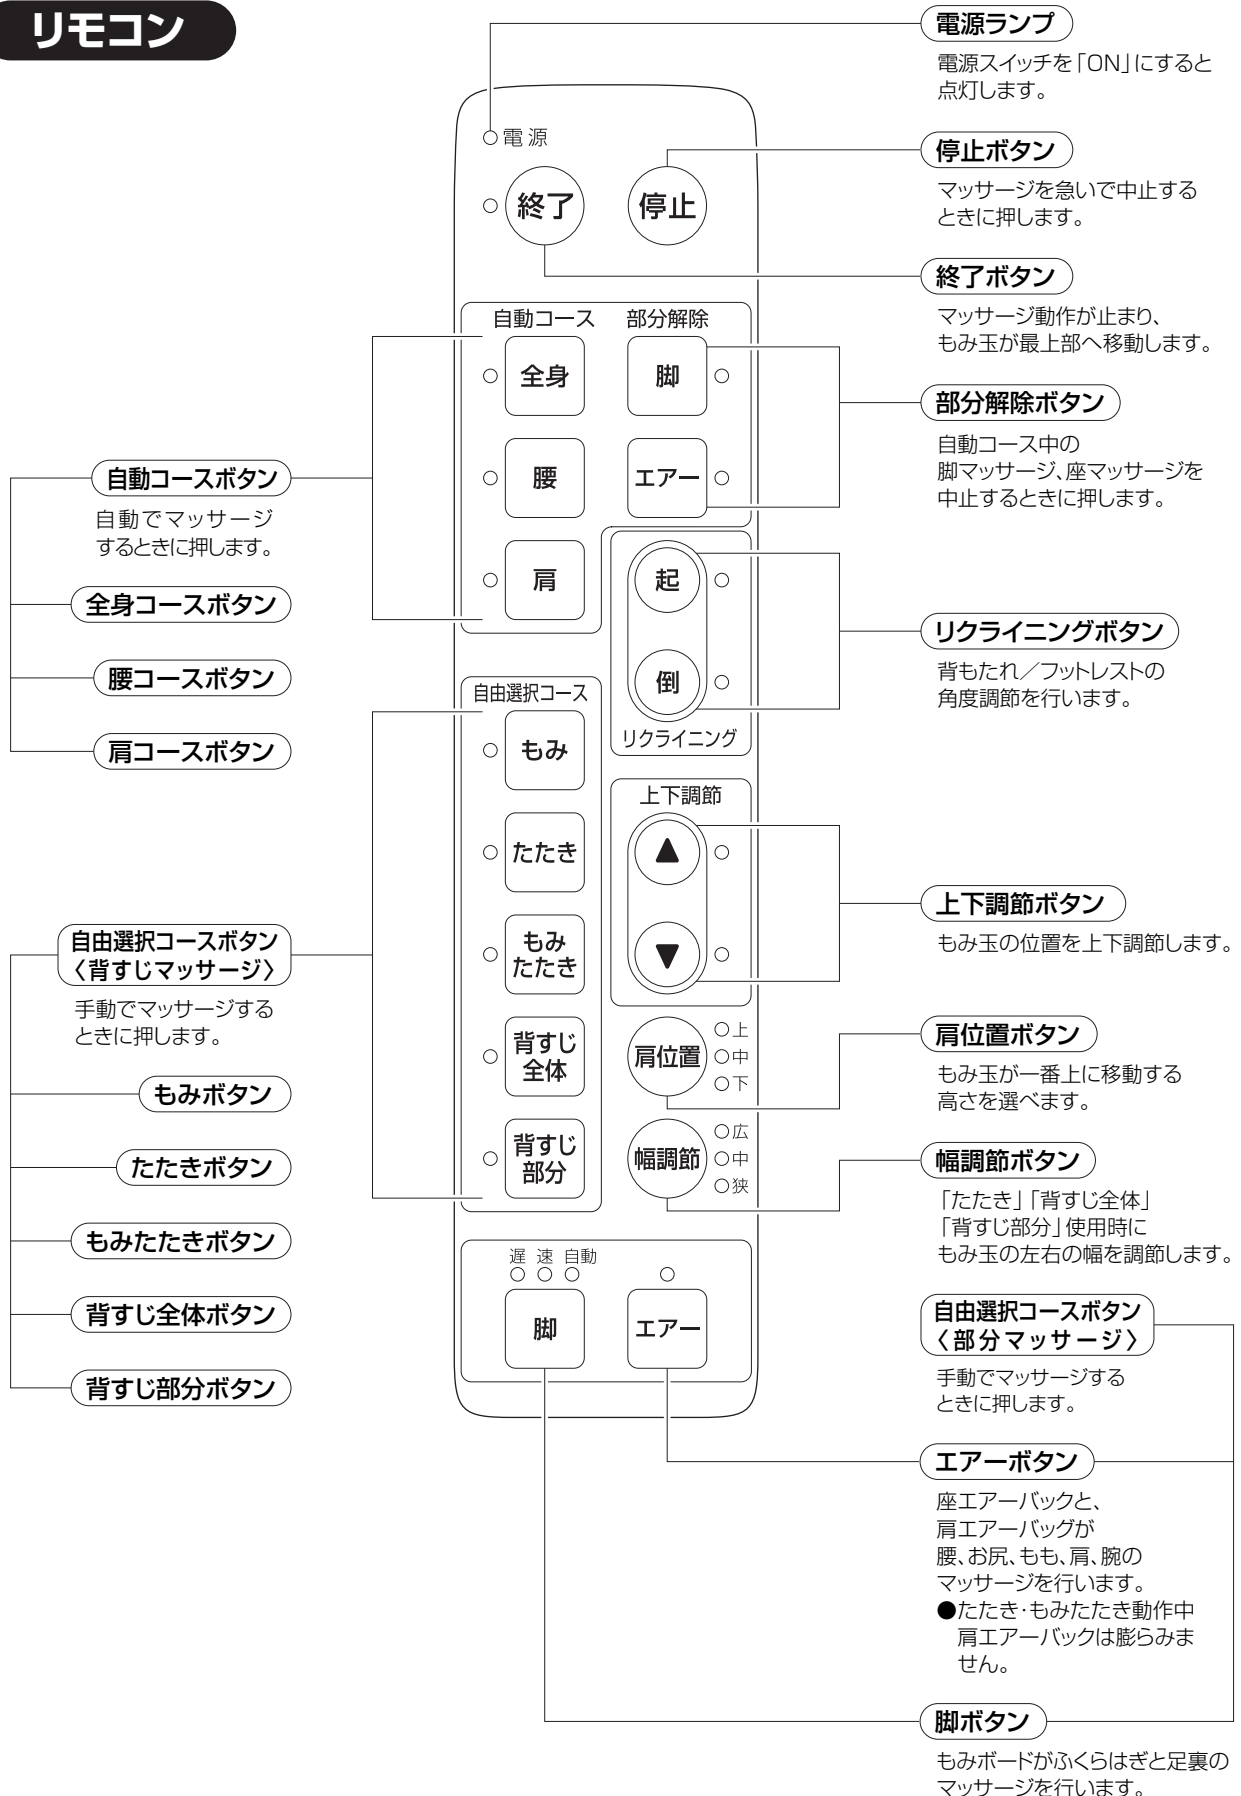 リモコン
電源ランプ
電源スイッチを「ON」にすると
点灯します。
停止ボタン
マッサージを急いで中止する
ときに押します。
終了ボタン
マッサージ動作が止まり、
もみ玉が最上部へ移動します。
部分解除ボタン
自動コース中の
脚マッサージ、座マッサージを
中止するときに押します。
リクライニングボタン
背もたれ／フットレストの
角度調節を行います。
上下調節ボタン
もみ玉の位置を上下調節します。
肩位置ボタン
もみ玉が一番上に移動する
高さを選べます。
幅調節ボタン
「たたき」「背すじ全体」
「背すじ部分」使用時に
もみ玉の左右の幅を調節します。
自由選択コースボタン
〈部分マッサージ〉
手動でマッサージする
ときに押します。
エアーボタン
座エアーバックと、
肩エアーバッグが
腰、お尻、もも、肩、腕の
マッサージを行います。
●たたき・もみたたき動作中
肩エアーバックは膨らみま
せん。
脚ボタン
もみボードがふくらはぎと足裏の
マッサージを行います。
電源
終了
停止
自動コース
部分解除
全身
脚
腰
エアー
肩
起
倒
リクライニング
自由選択コース
もみ
たたき
もみ
たたき
背すじ
全体
背すじ
部分
上下調節
▲
▼
肩位置
上
中
下
幅調節
広
中
狭
遅 速 自動
脚
エアー
自動コースボタン
自動でマッサージ
するときに押します。
全身コースボタン
腰コースボタン
肩コースボタン
自由選択コースボタン
〈背すじマッサージ〉
手動でマッサージする
ときに押します。
もみボタン
たたきボタン
もみたたきボタン
背すじ全体ボタン
背すじ部分ボタン